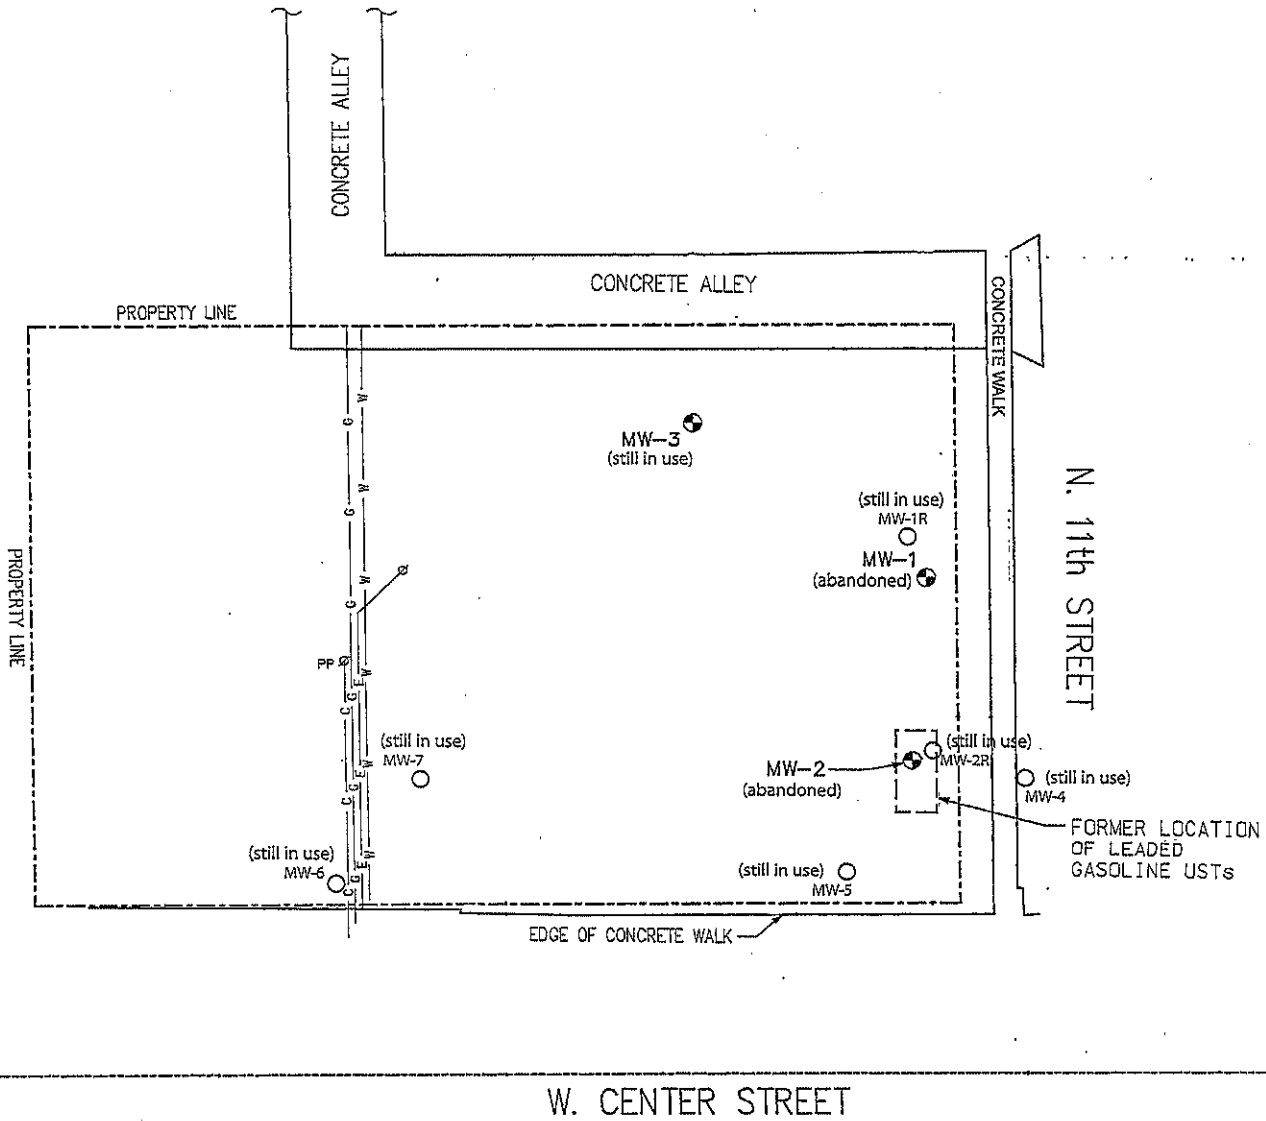 CONCRETE ALLEY
CONCRETE ALLEY
PROPERTY LINE
CONCRETE WALK
W
G
MW-3
(still in use)
W
G
(still in use)
MW-1R
N. 11th STREET
MW-1
(abandoned)
W
G
PROPERTY LINE
PP
W
E
G
C
(still in use)
MW-7
(still in use)
MW-2R
MW-2
(abandoned)
W
E
G
C
(still in use)
MW-4
FORMER LOCATION
OF LEADED
GASOLINE USTs
(still in use)
MW-6
W
E
G
C
(still in use)
MW-5
EDGE OF CONCRETE WALK
W. CENTER STREET